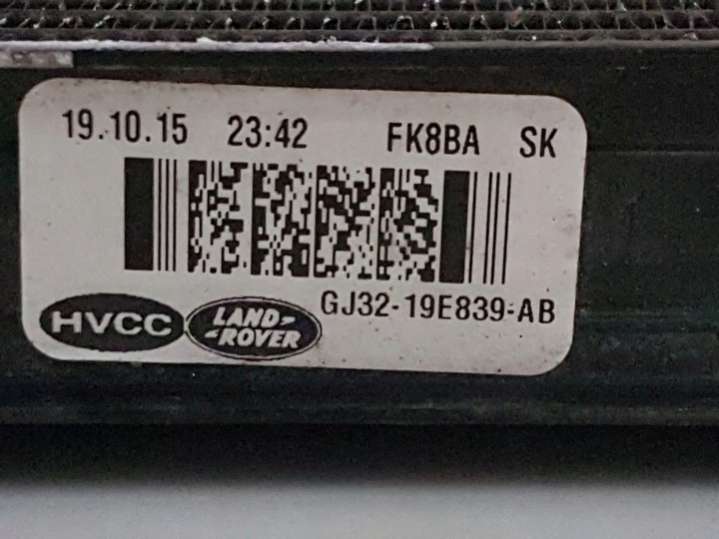 19.10.15 23:42 FK8BA SK
GJ32-19E839-AB
HVCC
LAND-
-ROVER